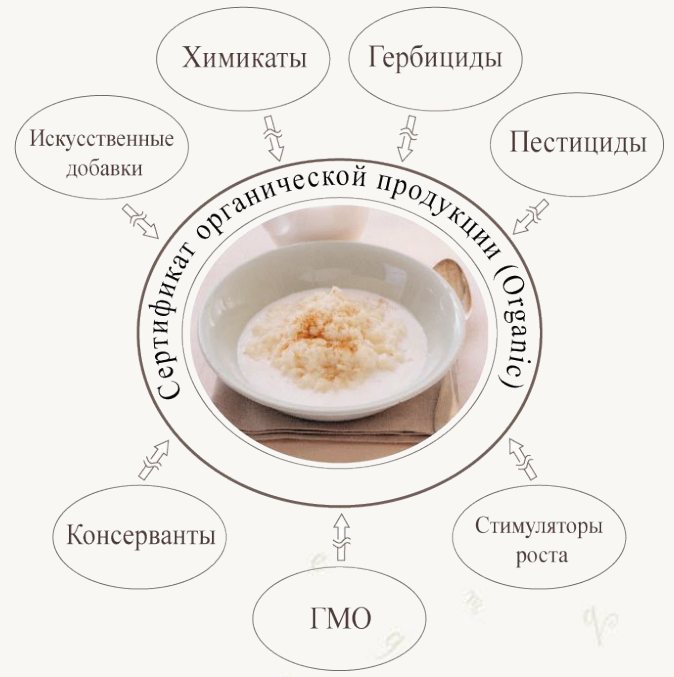 Химикаты
Гербициды
Искусственные
добавки
Пестициды
Сертификат органической продукции (Organic)
Консерванты
Стимуляторы
роста
ГМО